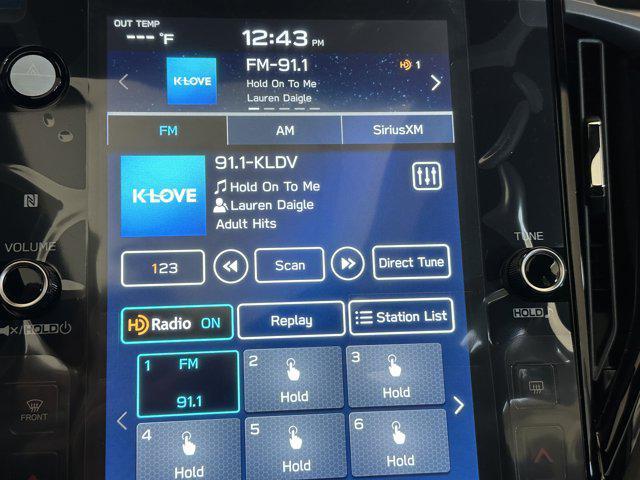 OUT TEMP
--- °F
12:43 PM
K-LOVE
FM-91.1
HD 1
Hold On To Me
Lauren Daigle
FM
AM
SiriusXM
K-LOVE
91.1-KLDV
Hold On To Me
Lauren Daigle
Adult Hits
VOLUME
TUNE
123
Scan
Direct Tune
HOLD
HOLD
HD Radio ON
Replay
Station List
1 FM
91.1
2
Hold
3
Hold
FRONT
4
Hold
5
Hold
6
Hold